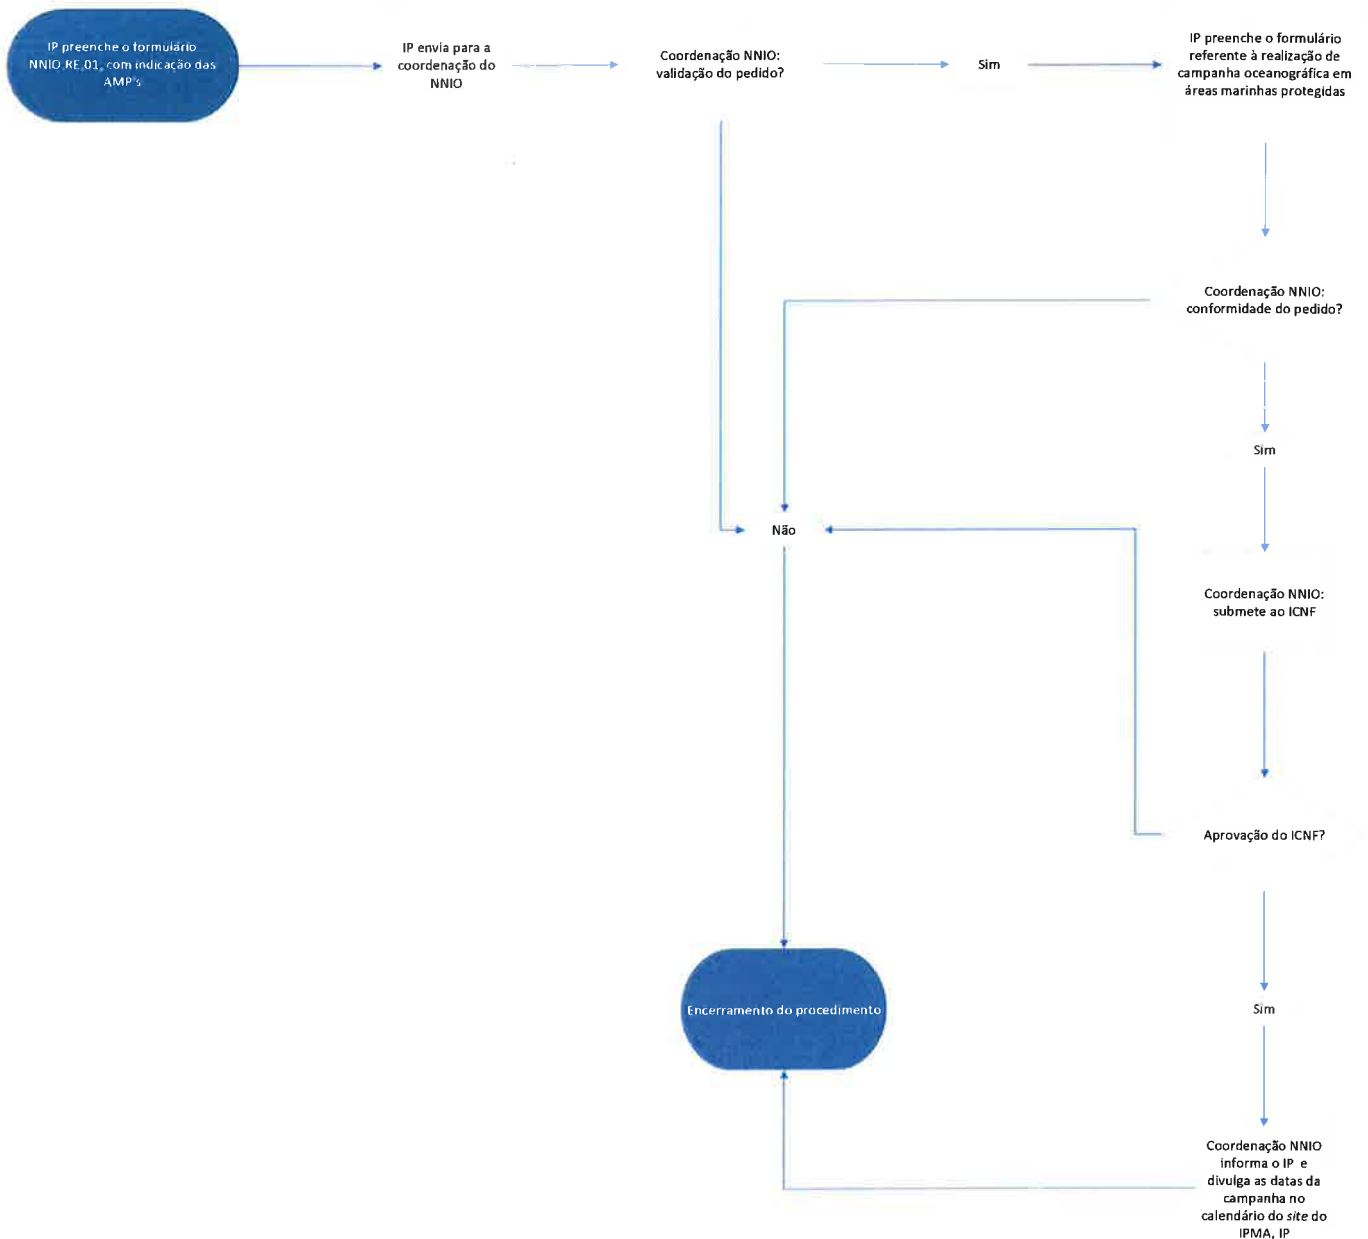 IP preenche o formulário
NNIO.RE.01, com indicação das
AMP's
IP envia para a
coordenação do
NNIO
Coordenação NNIO:
validação do pedido?
Sim
IP preenche o formulário
referente à realização de
campanha oceanográfica em
áreas marinhas protegidas
Coordenação NNIO:
conformidade do pedido?
Sim
Não
Coordenação NNIO:
submete ao ICNF
Aprovação do ICNF?
Sim
Encerramento do procedimento
Coordenação NNIO
informa o IP e
divulga as datas da
campanha no
calendário do site do
IPMA, IP